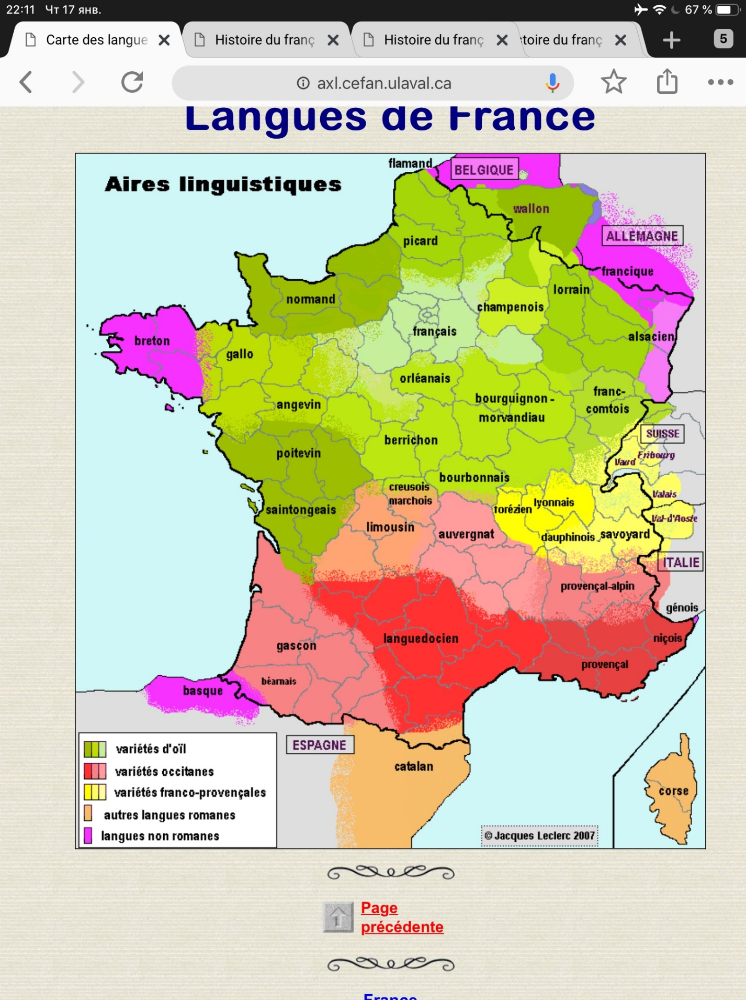 22:11 Чт 17 янв.
67 %
Carte des langue
Histoire du franç
Histoire du franç
toire du franç
5
axl.cefan.ulaval.ca
Langues de France
Aires linguistiques
flamand
BELGIQUE
wallon
ALLEMAGNE
picard
francique
lorrain
normand
champenois
français
alsacien
breton
gallo
orléanais
franc-
comtois
bourguignon -
morvandiau
angevin
SUISSE
berrichon
poitevin
Fribourg
Vaud
bourbonnais
creusois
marchois
Valais
lyonnais
forézien
saintongeais
Val-d'Aoste
limousin
auvergnat
dauphinois
savoyard
ITALIE
provençal-alpin
génois
languedocien
niçois
gascon
provençal
béarnais
basque
ESPAGNE
catalan
corse
variétés d'oïl
variétés occitanes
variétés franco-provençales
autres langues romanes
langues non romanes
© Jacques Leclerc 2007
Page
précédente
France